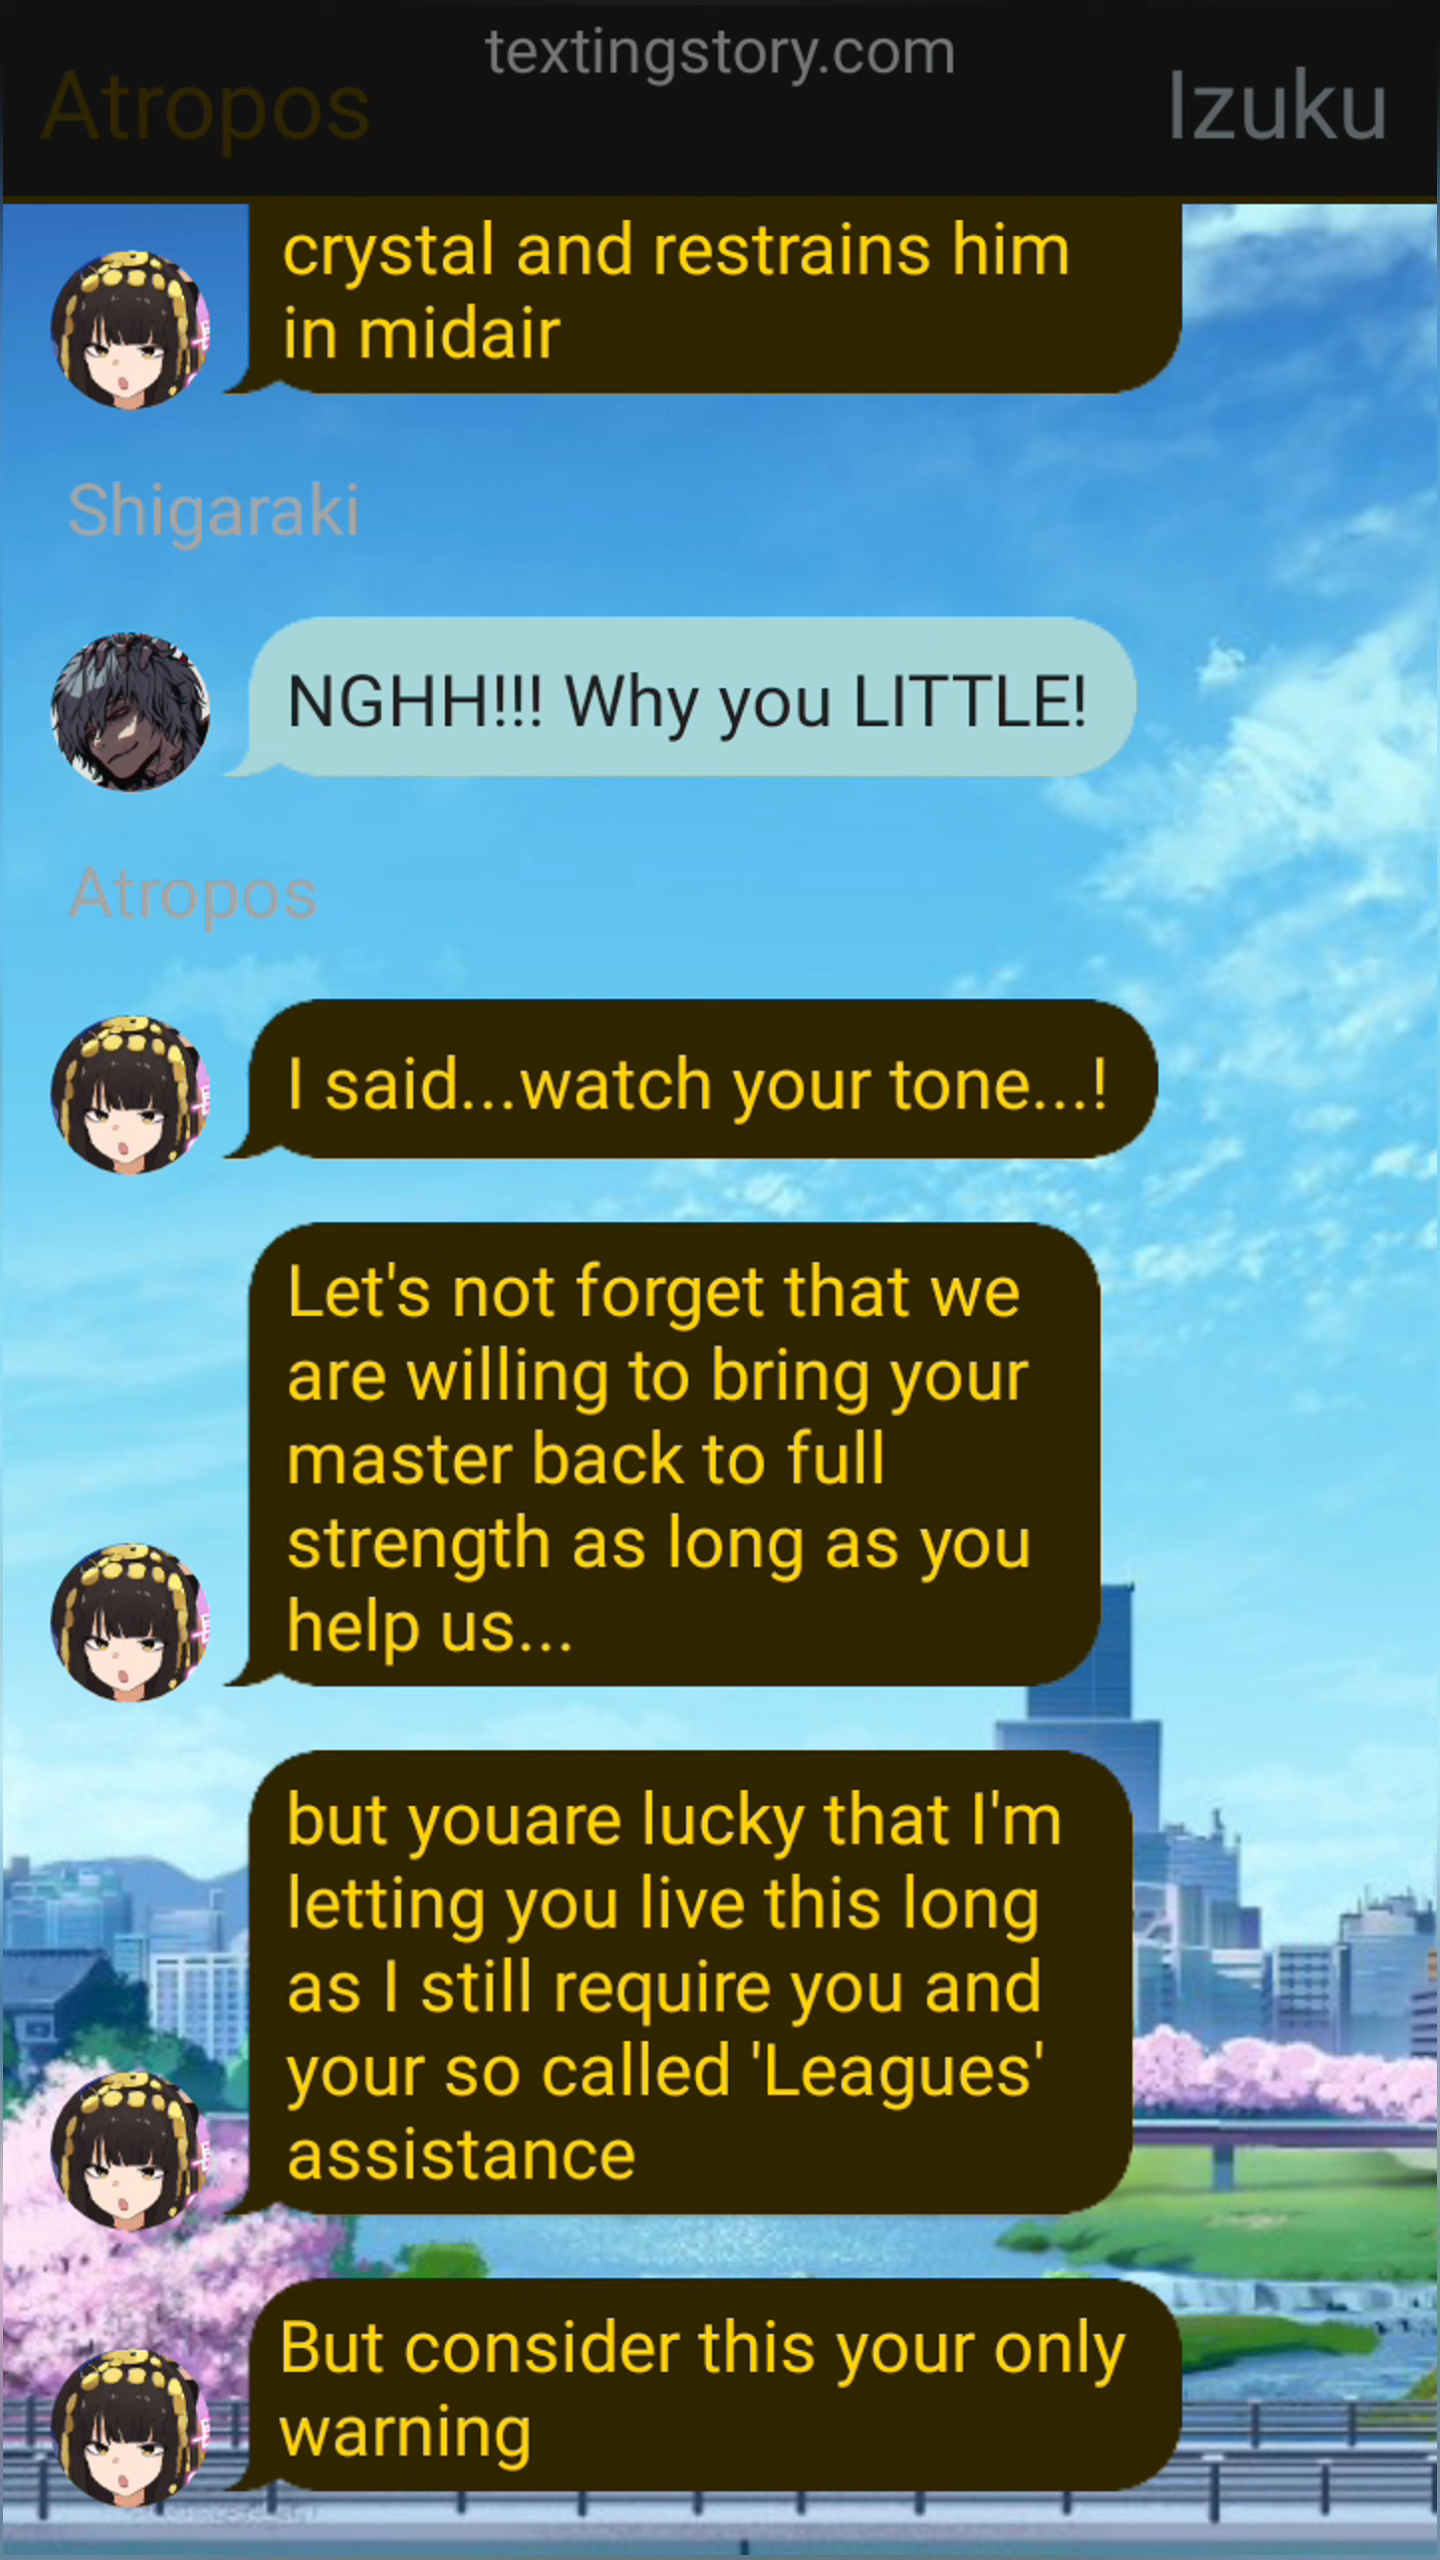 textingstory.com
Atropos
Izuku
crystal and restrains him
in midair
Shigaraki
NGHH!!! Why you LITTLE!
Atropos
I said...watch your tone...!
Let's not forget that we
are willing to bring your
master back to full
strength as long as you
help us...
but youare lucky that I'm
letting you live this long
as I still require you and
your so called 'Leagues'
assistance
But consider this your only
warning